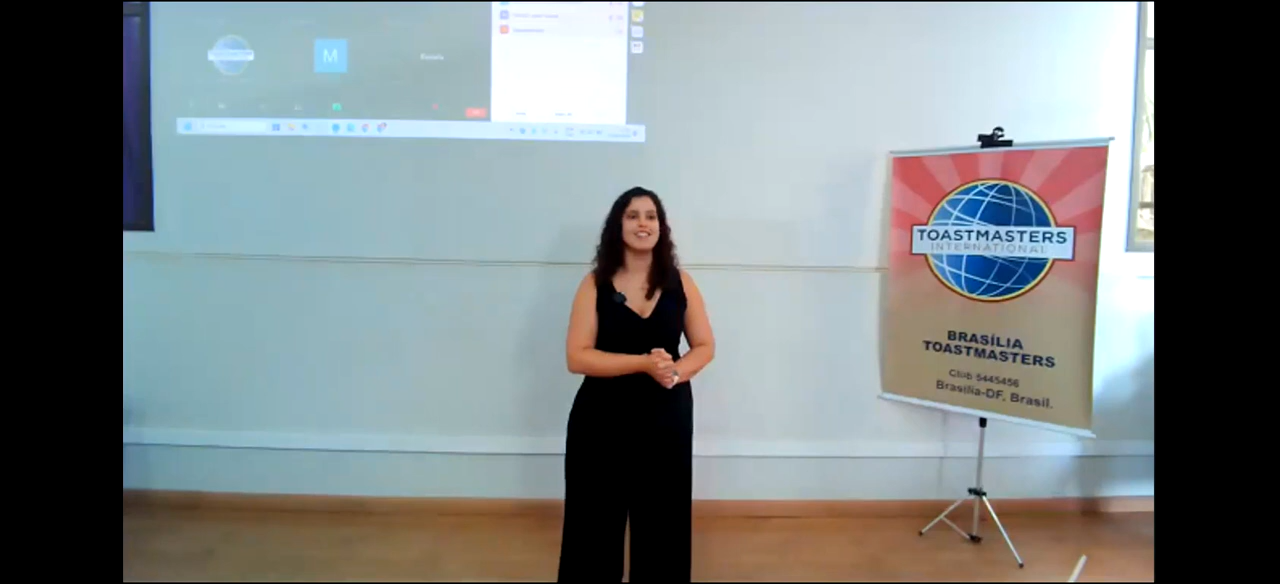 M
TOASTMASTERS
INTERNATIONAL
BRASÍLIA
TOASTMASTERS
Club 5445456
Brasília-DF, Brasil.